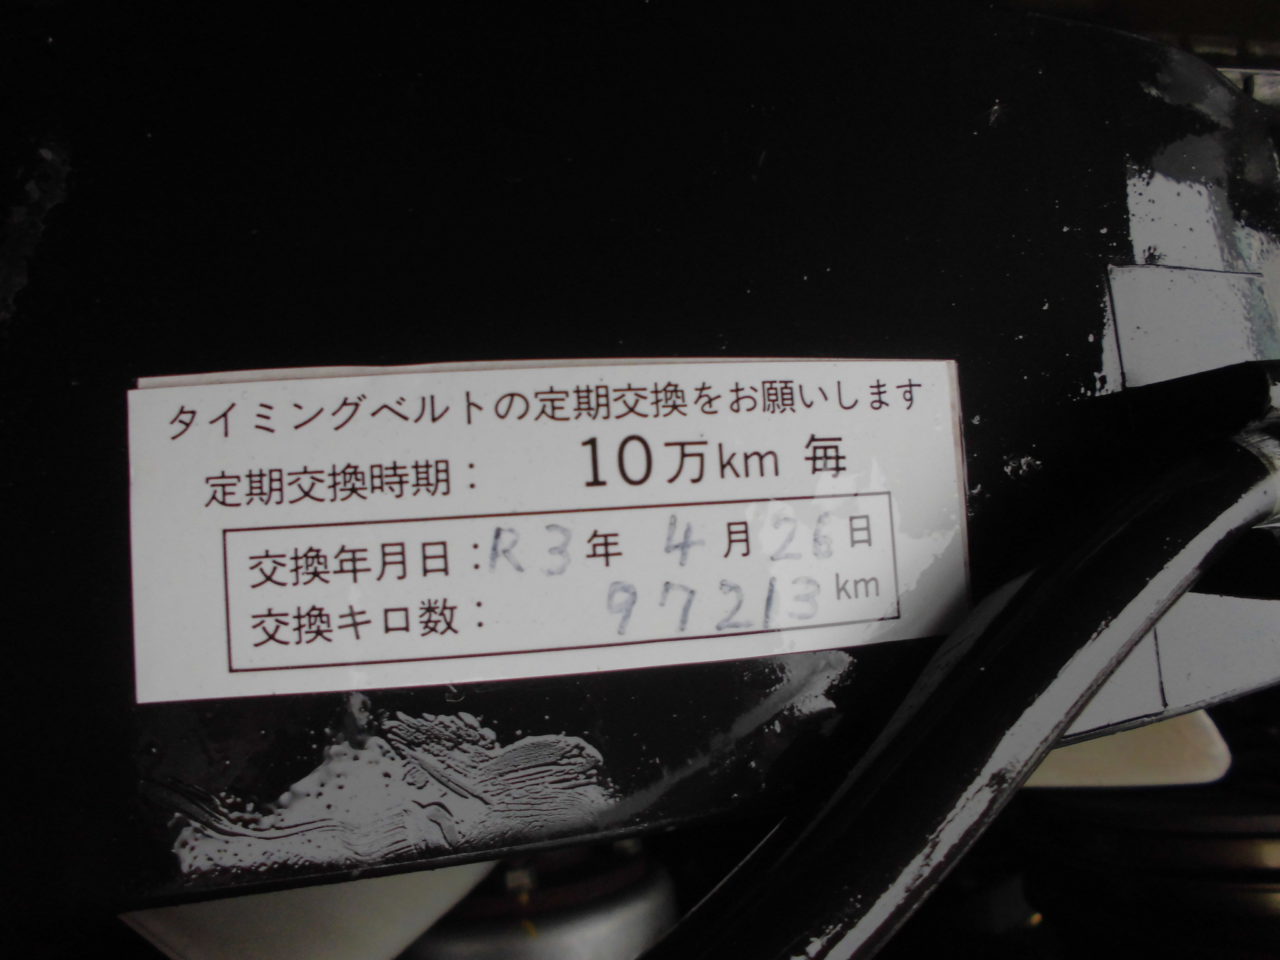 タイミングベルトの定期交換をお願いします
定期交換時期： 10万km 毎
交換年月日：R3年 4月26日
交換キロ数： 97213km